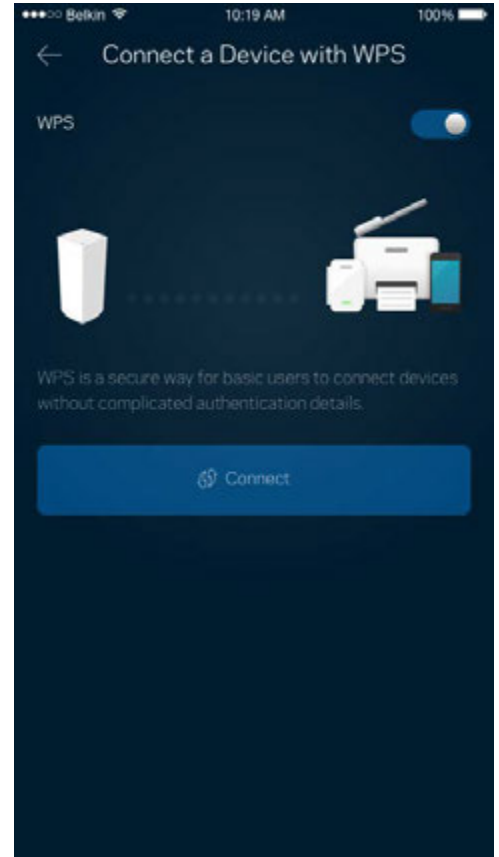 Belkin 10:19 AM 100%
Connect a Device with WPS
WPS
WPS is a secure way for basic users to connect devices
without complicated authentication details.
Connect